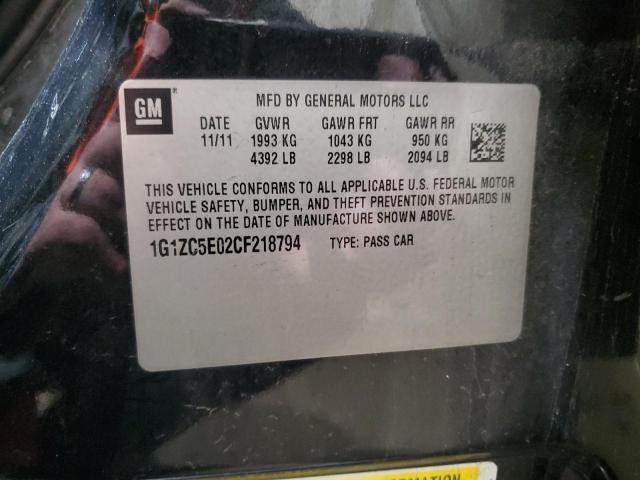 GM ®
MFD BY GENERAL MOTORS LLC
DATE GVWR GAWR FRT GAWR RR
11/11 1993 KG 1043 KG 950 KG
4392 LB 2298 LB 2094 LB
THIS VEHICLE CONFORMS TO ALL APPLICABLE U.S. FEDERAL MOTOR
VEHICLE SAFETY, BUMPER, AND THEFT PREVENTION STANDARDS IN
EFFECT ON THE DATE OF MANUFACTURE SHOWN ABOVE.
1G1ZC5E02CF218794 TYPE: PASS CAR